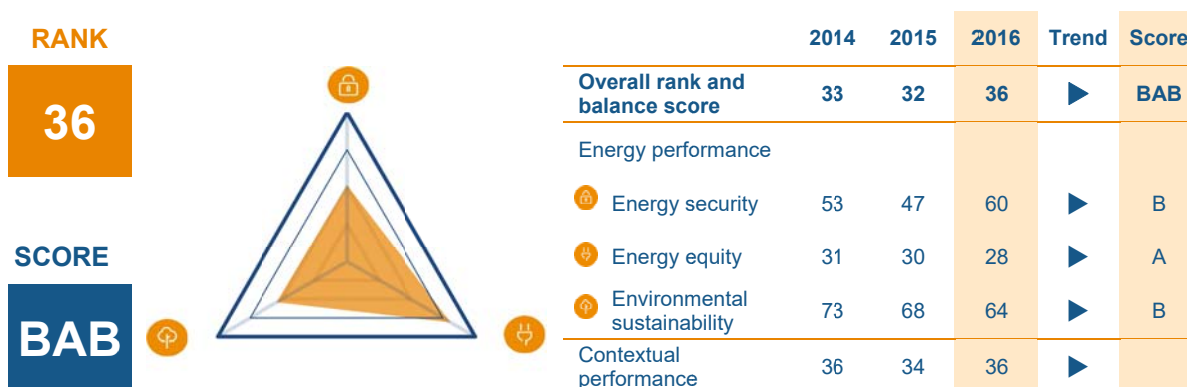 RANK
36
SCORE
BAB
2014 2015 2016 Trend Score
Overall rank and
balance score 33 32 36 BAB
Energy performance
Energy security 53 47 60 B
Energy equity 31 30 28 A
Environmental
sustainability 73 68 64 B
Contextual
performance 36 34 36